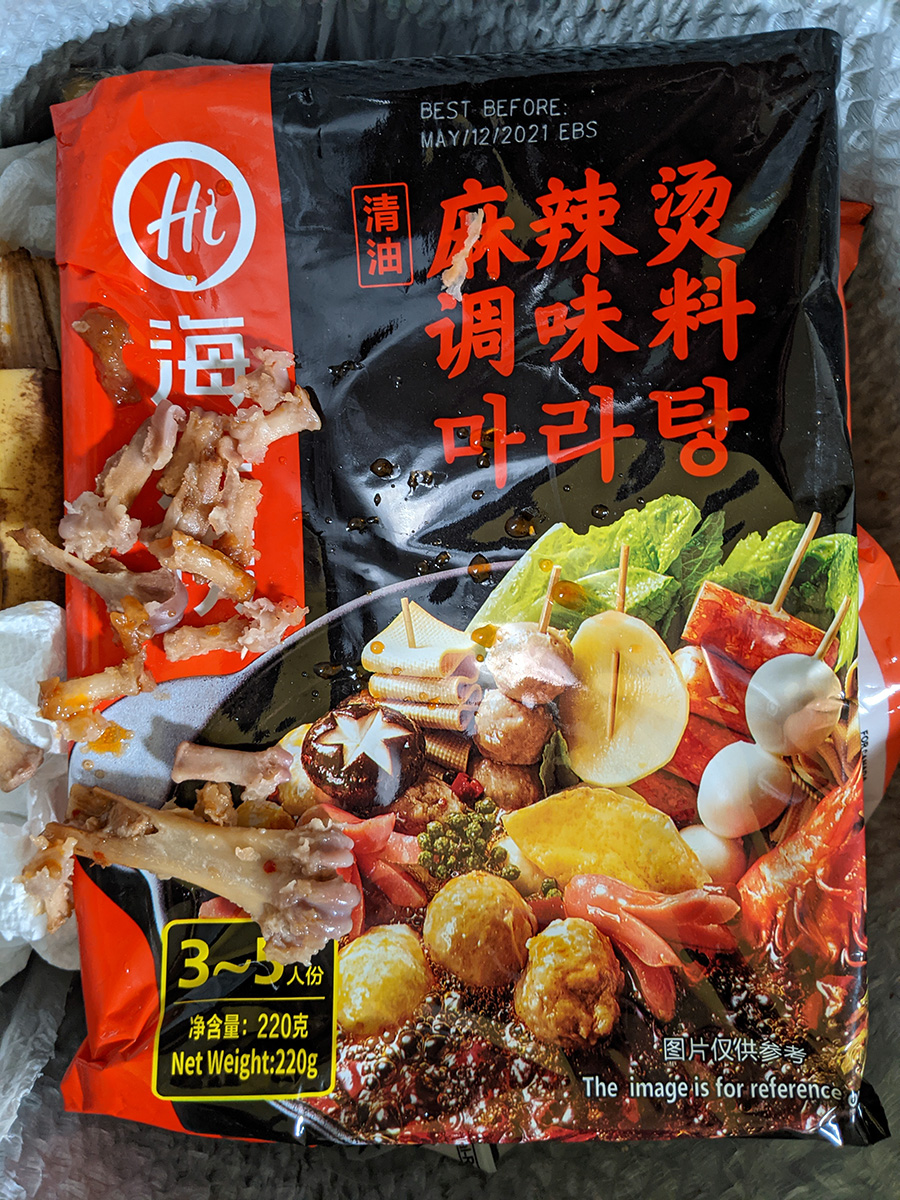 BEST BEFORE:
MAY/12/2021 EBS
Hi
清油
麻辣烫
调味料
마라탕
海
3~5人份
净含量：220克
Net Weight:220g
图片仅供参考
The image is for reference